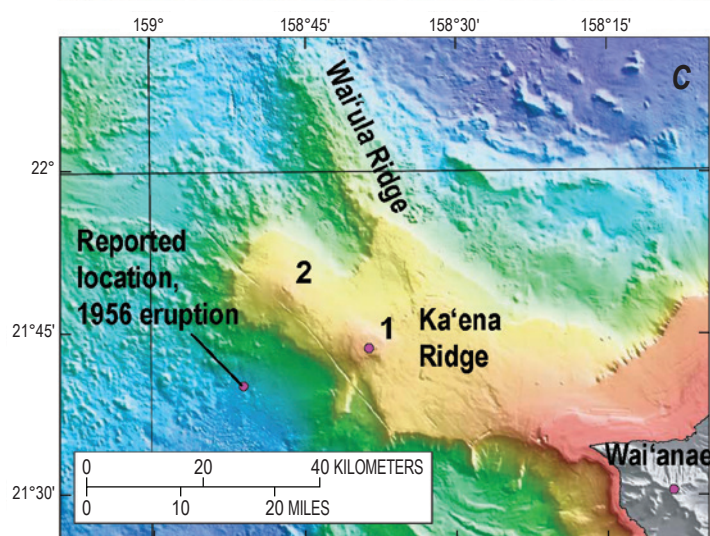 159° 158°45' 158°30' 158°15'
C
Wai‘ula Ridge
22°
Reported
location,
1956 eruption
2
1
Ka‘ena
Ridge
21°45'
Wai‘anae
0 20 40 KILOMETERS
0 10 20 MILES
21°30'